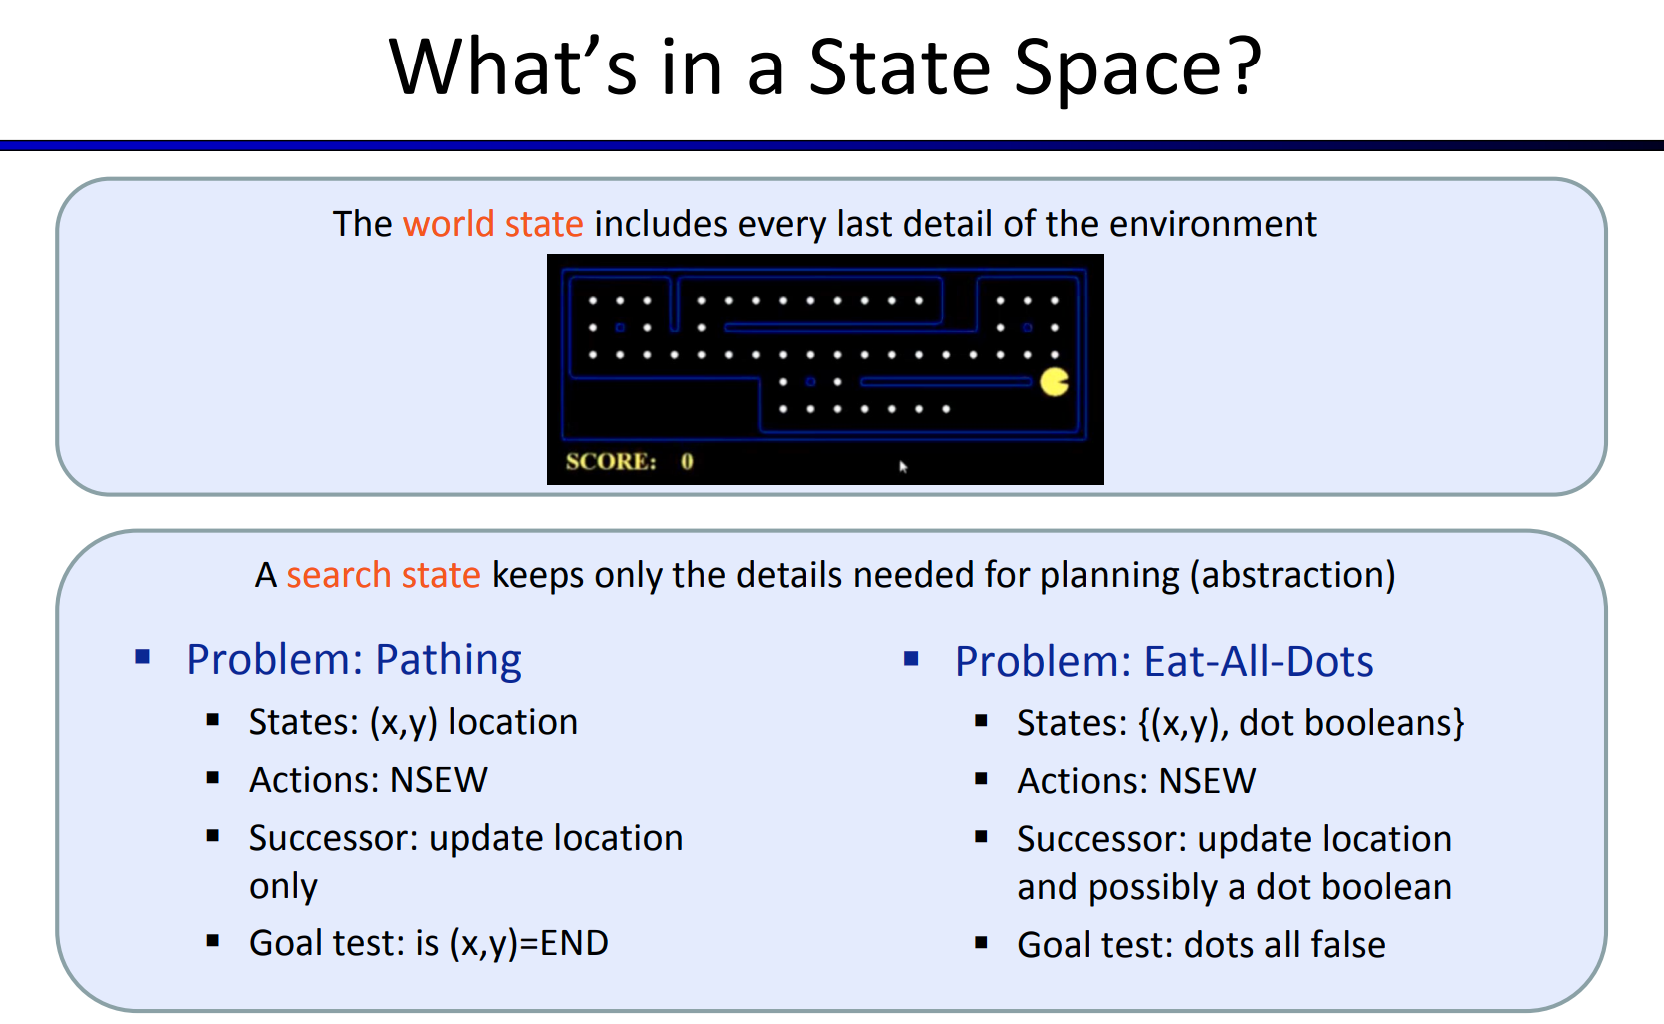 What’s in a State Space?
The world state includes every last detail of the environment
SCORE: 0
A search state keeps only the details needed for planning (abstraction)
▪ Problem: Pathing
▪ States: (x,y) location
▪ Actions: NSEW
▪ Successor: update location
only
▪ Goal test: is (x,y)=END
▪ Problem: Eat-All-Dots
▪ States: {(x,y), dot booleans}
▪ Actions: NSEW
▪ Successor: update location
and possibly a dot boolean
▪ Goal test: dots all false